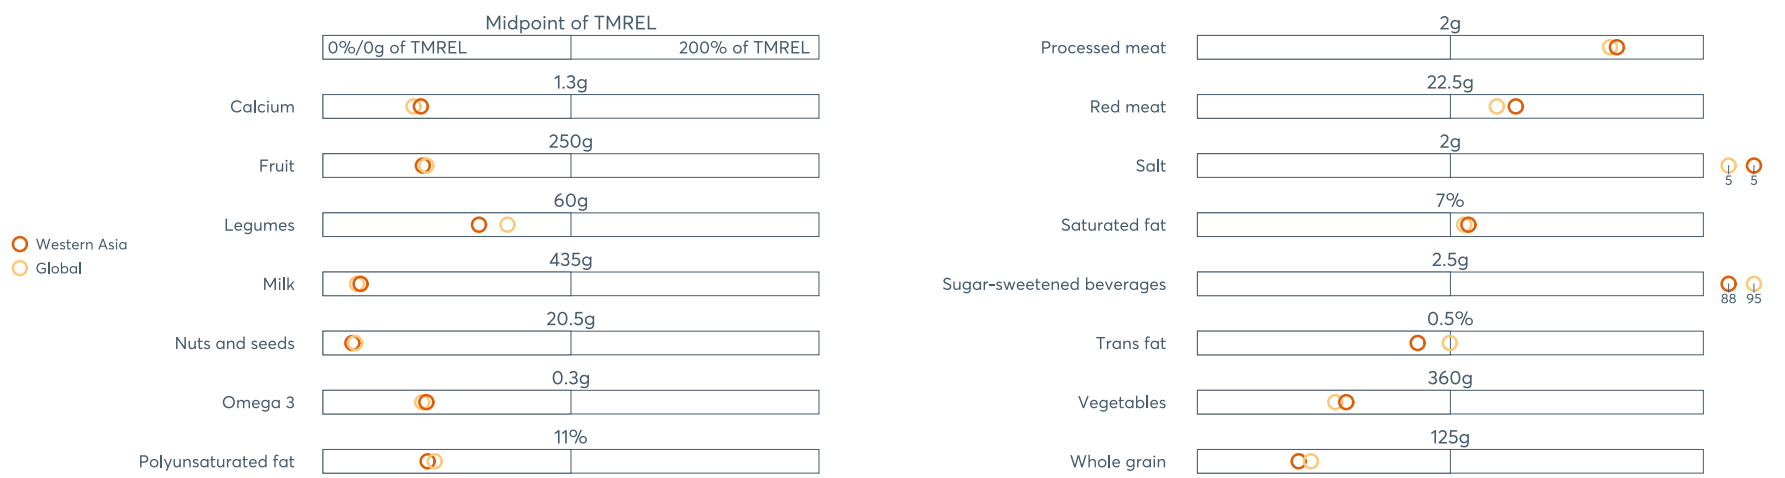 Midpoint of TMREL
0%/0g of TMREL 200% of TMREL
1.3g
Calcium
250g
Fruit
60g
Legumes
435g
Milk
20.5g
Nuts and seeds
0.3g
Omega 3
11%
Polyunsaturated fat
Western Asia
Global
2g
Processed meat
22.5g
Red meat
2g
Salt
5 5
7%
Saturated fat
2.5g
Sugar-sweetened beverages
88 95
0.5%
Trans fat
360g
Vegetables
125g
Whole grain